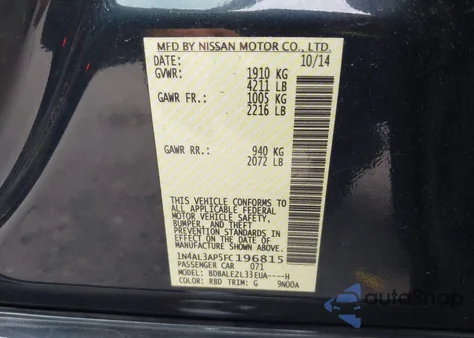 MFD BY NISSAN MOTOR CO., LTD.
DATE: 10/14
GVWR: 1910 KG
4211 LB
GAWR FR.: 1005 KG
2216 LB
GAWR RR.: 940 KG
2072 LB
THIS VEHICLE CONFORMS TO
ALL APPLICABLE FEDERAL
MOTOR VEHICLE SAFETY,
BUMPER, AND THEFT
PREVENTION STANDARDS IN
EFFECT ON THE DATE OF
MANUFACTURE SHOWN ABOVE
1N4AL3AP5FC196815
PASSENGER CAR 071
MODEL: BDBALEZL33EUA----H
COLOR: RBD TRIM: G 9N00A
autoSnap